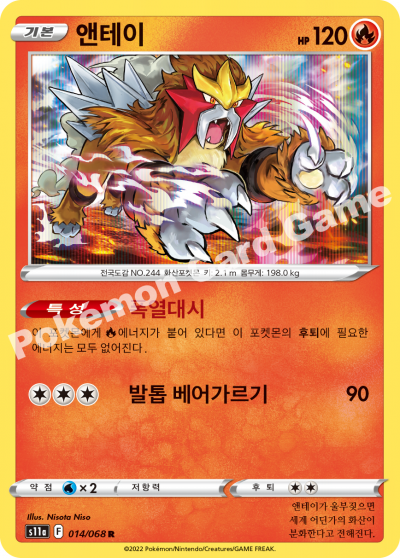 기본 앤테이 HP 120
전국도감 NO.244 화산포켓몬 키: 2.1m 몸무게: 198.0kg
특성 작열대시
이 포켓몬에게 에너지가 붙어 있다면 이 포켓몬의 후퇴에 필요한
에너지는 모두 없어진다.
발톱 베어가르기 90
약점 ×2 저항력 후퇴
Illus. Nisota Niso
s11a F 014/068 R
앤테이가 울부짖으면
세계 어딘가의 화산이
분화한다고 전해진다.
©2022 Pokémon/Nintendo/Creatures/GAME FREAK.
Pokémon Card Game